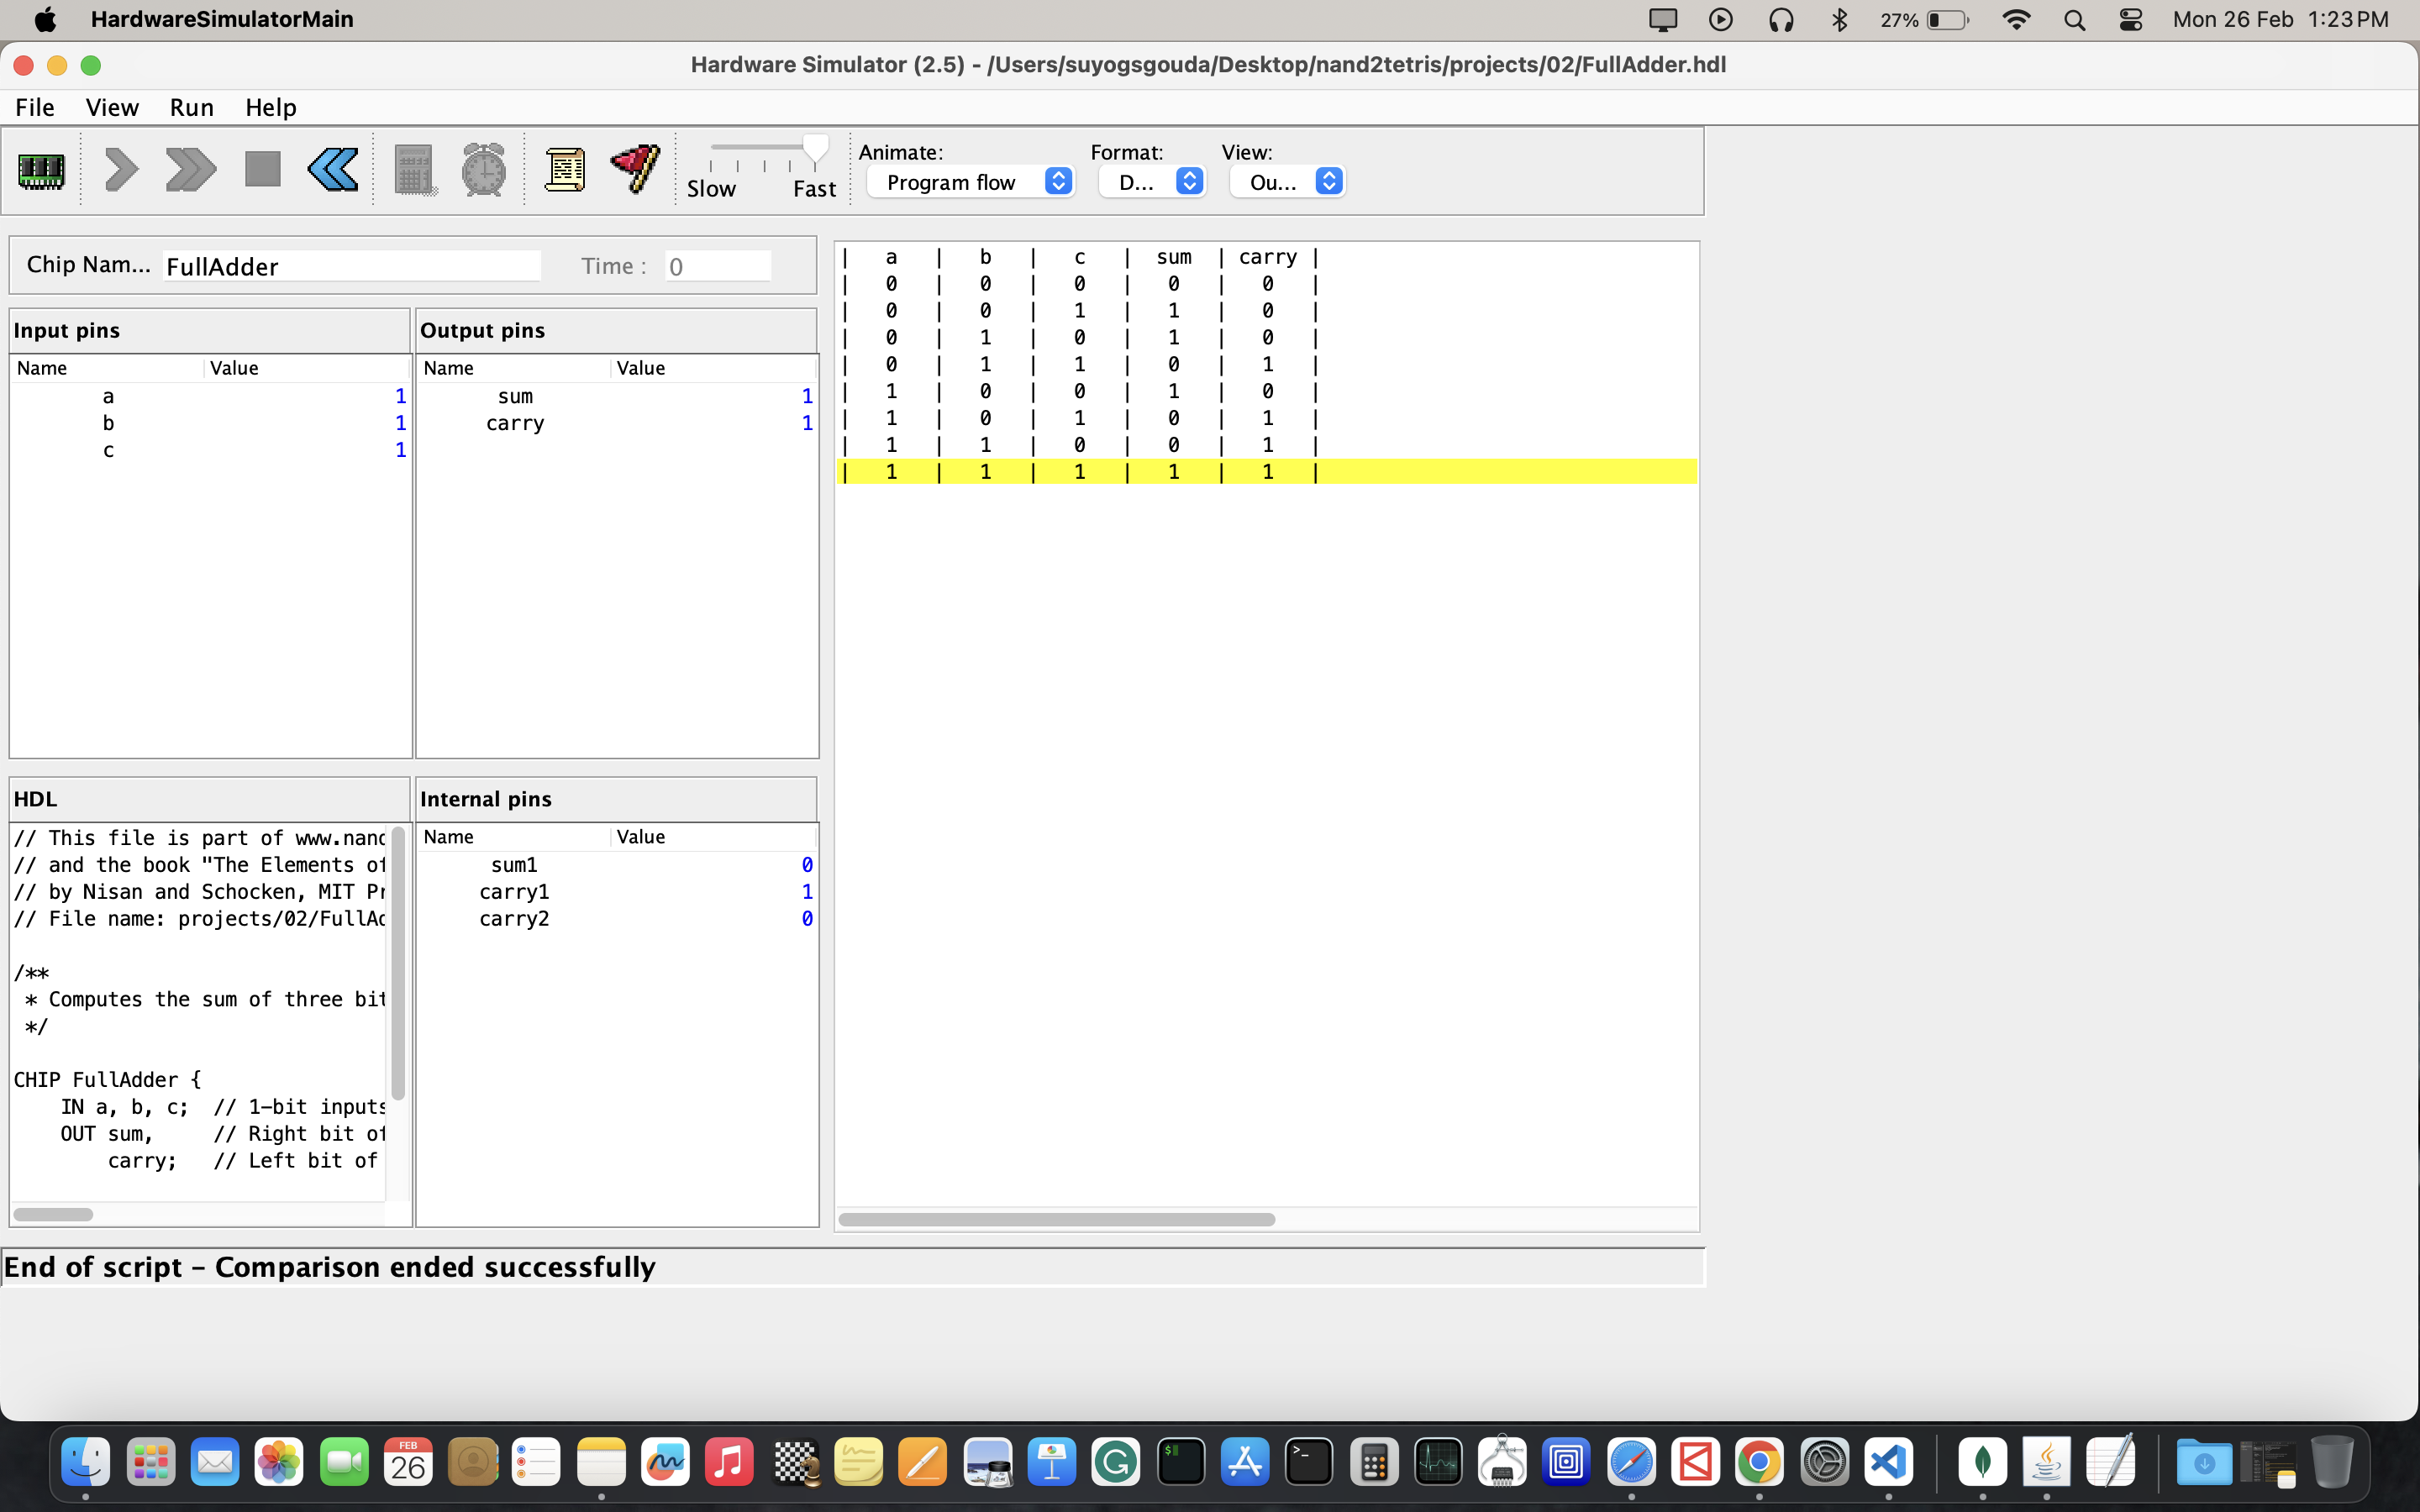 HardwareSimulatorMain 27% Mon 26 Feb 1:23 PM
Hardware Simulator (2.5) - /Users/suyogsgouda/Desktop/nand2tetris/projects/02/FullAdder.hdl
File View Run Help
Slow Fast
Animate: Format: View:
Program flow D... Ou...
Chip Nam... FullAdder Time : 0
Input pins
Name Value
a 1
b 1
c 1
Output pins
Name Value
sum 1
carry 1
HDL
// This file is part of www.nand
// and the book "The Elements of
// by Nisan and Schocken, MIT Pr
// File name: projects/02/FullAd
/**
* Computes the sum of three bit
*/
CHIP FullAdder {
IN a, b, c; // 1-bit inputs
OUT sum, // Right bit of
carry; // Left bit of
Internal pins
Name Value
sum1 0
carry1 1
carry2 0
| a | b | c | sum | carry |
| 0 | 0 | 0 | 0 | 0 |
| 0 | 0 | 1 | 1 | 0 |
| 0 | 1 | 0 | 1 | 0 |
| 0 | 1 | 1 | 0 | 1 |
| 1 | 0 | 0 | 1 | 0 |
| 1 | 0 | 1 | 0 | 1 |
| 1 | 1 | 0 | 0 | 1 |
| 1 | 1 | 1 | 1 | 1 |
End of script - Comparison ended successfully
FEB
26